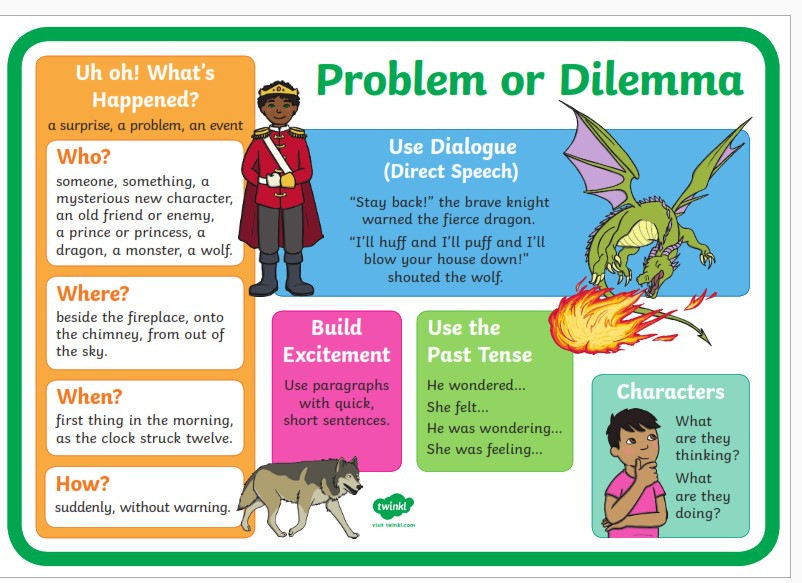 Problem or Dilemma
Uh oh! What's
Happened?
a surprise, a problem, an event
Who?
someone, something, a
mysterious new character,
an old friend or enemy,
a prince or princess, a
dragon, a monster, a wolf.
Where?
beside the fireplace, onto
the chimney, from out of
the sky.
When?
first thing in the morning,
as the clock struck twelve.
How?
suddenly, without warning.
Use Dialogue
(Direct Speech)
“Stay back!” the brave knight
warned the fierce dragon.
“I’ll huff and I’ll puff and I’ll
blow your house down!”
shouted the wolf.
Build
Excitement
Use paragraphs
with quick,
short sentences.
Use the
Past Tense
He wondered...
She felt...
He was wondering...
She was feeling...
Characters
What
are they
thinking?
What
are they
doing?
twinkl
visit twinkl.com